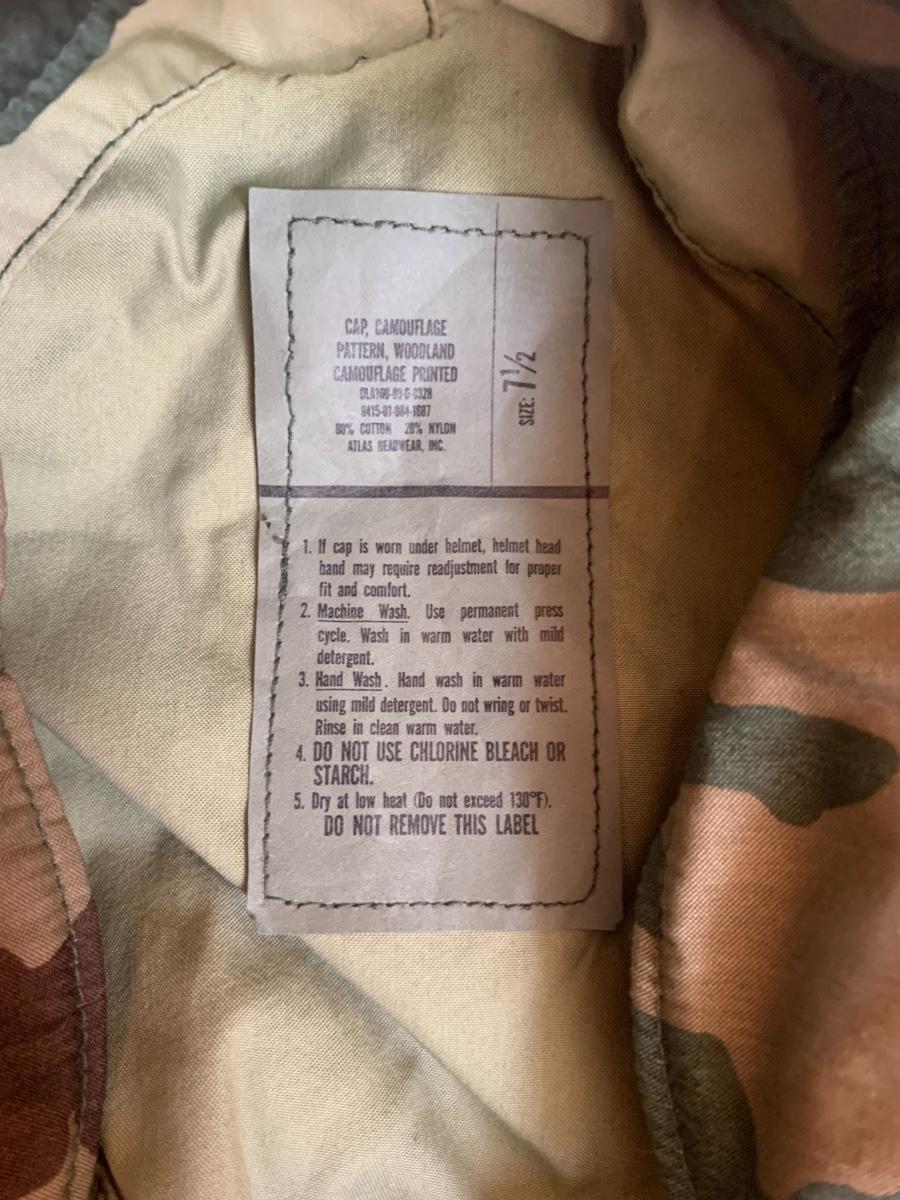 CAP, CAMOUFLAGE
PATTERN, WOODLAND
CAMOUFLAGE PRINTED
8415-01-084-1687
80% COTTON 20% NYLON
ATLAS HEADWEAR, INC.
SIZE: 7½
1. If cap is worn under helmet, helmet head
band may require readjustment for proper
fit and comfort.
2. Machine Wash. Use permanent press
cycle. Wash in warm water with mild
detergent.
3. Hand Wash. Hand wash in warm water
using mild detergent. Do not wring or twist.
Rinse in clean warm water.
4. DO NOT USE CHLORINE BLEACH OR
STARCH.
5. Dry at low heat (Do not exceed 130°F).
DO NOT REMOVE THIS LABEL